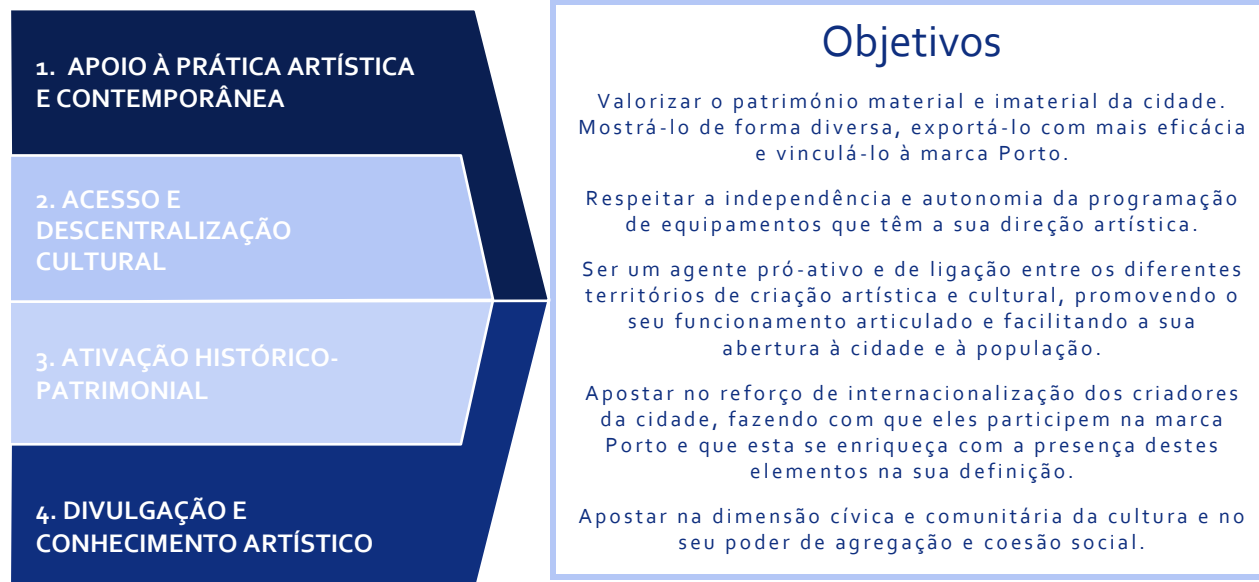 1. APOIO À PRÁTICA ARTÍSTICA
E CONTEMPORÂNEA
2. ACESSO E
DESCENTRALIZAÇÃO
CULTURAL
3. ATIVAÇÃO HISTÓRICO-
PATRIMONIAL
4. DIVULGAÇÃO E
CONHECIMENTO ARTÍSTICO
Objetivos
Valorizar o património material e imaterial da cidade.
Mostrá-lo de forma diversa, exportá-lo com mais eficácia
e vinculá-lo à marca Porto.
Respeitar a independência e autonomia da programação
de equipamentos que têm a sua direção artística.
Ser um agente pró-ativo e de ligação entre os diferentes
territórios de criação artística e cultural, promovendo o
seu funcionamento articulado e facilitando a sua
abertura à cidade e à população.
Apostar no reforço de internacionalização dos criadores
da cidade, fazendo com que eles participem na marca
Porto e que esta se enriqueça com a presença destes
elementos na sua definição.
Apostar na dimensão cívica e comunitária da cultura e no
seu poder de agregação e coesão social.